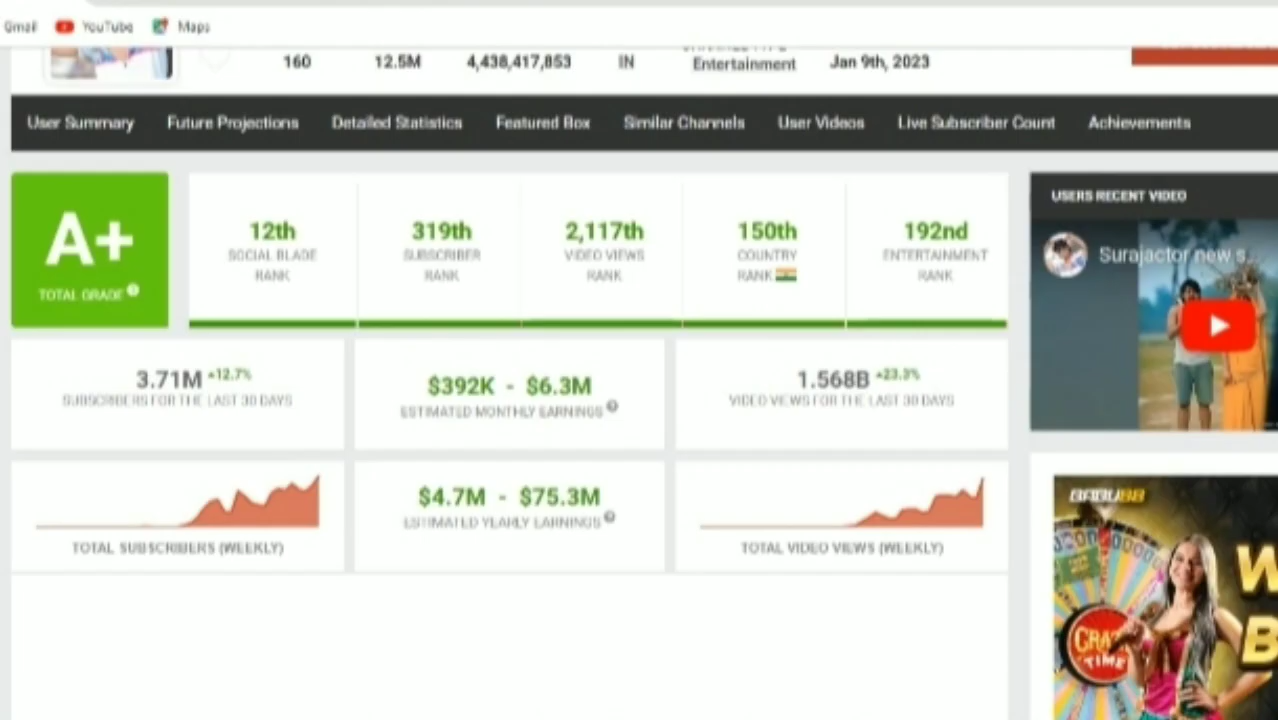 Gmail YouTube Maps
160 12.5M 4,438,417,853 IN Entertainment Jan 9th, 2023
User Summary Future Projections Detailed Statistics Featured Box Similar Channels User Videos Live Subscriber Count Achievements
A+
TOTAL GRADE
12th
SOCIAL BLADE
RANK
319th
SUBSCRIBER
RANK
2,117th
VIDEO VIEWS
RANK
150th
COUNTRY
RANK
192nd
ENTERTAINMENT
RANK
USERS RECENT VIDEO
Surajactor new s...
3.71M +12.7%
SUBSCRIBERS FOR THE LAST 30 DAYS
$392K - $6.3M
ESTIMATED MONTHLY EARNINGS
1.568B +23.3%
VIDEO VIEWS FOR THE LAST 30 DAYS
TOTAL SUBSCRIBERS (WEEKLY)
$4.7M - $75.3M
ESTIMATED YEARLY EARNINGS
TOTAL VIDEO VIEWS (WEEKLY)
BABU88
CRAZY
TIME